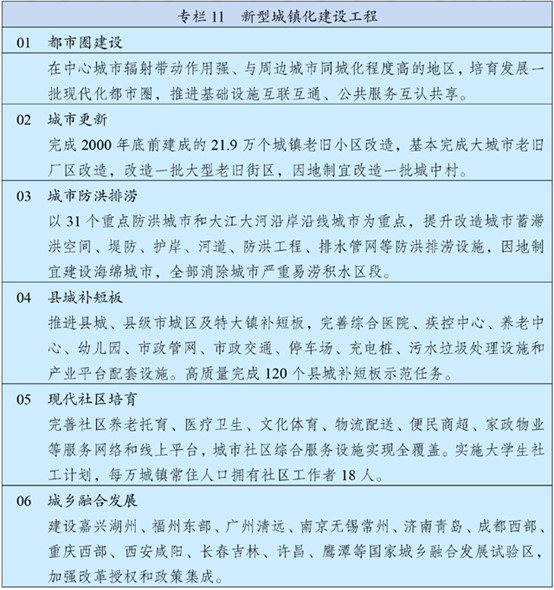 专栏 11 新型城镇化建设工程
01 都市圈建设
在中心城市辐射带动作用强、与周边城市同城化程度高的地区，培育发展一
批现代化都市圈，推进基础设施互联互通、公共服务互认共享。
02 城市更新
完成 2000 年底前建成的 21.9 万个城镇老旧小区改造，基本完成大城市老旧
厂区改造，改造一批大型老旧街区，因地制宜改造一批城中村。
03 城市防洪排涝
以 31 个重点防洪城市和大江大河沿岸沿线城市为重点，提升改造城市蓄滞
洪空间、堤防、护岸、河道、防洪工程、排水管网等防洪排涝设施，因地制
宜建设海绵城市，全部消除城市严重易涝积水区段。
04 县城补短板
推进县城、县级市城区及特大镇补短板，完善综合医院、疾控中心、养老中
心、幼儿园、市政管网、市政交通、停车场、充电桩、污水垃圾处理设施和
产业平台配套设施。高质量完成 120 个县城补短板示范任务。
05 现代社区培育
完善社区养老托育、医疗卫生、文化体育、物流配送、便民商超、家政物业
等服务网络和线上平台，城市社区综合服务设施实现全覆盖。实施大学生社
工计划，每万城镇常住人口拥有社区工作者 18 人。
06 城乡融合发展
建设嘉兴湖州、福州东部、广州清远、南京无锡常州、济南青岛、成都西部、
重庆西部、西安咸阳、长春吉林、许昌、鹰潭等国家城乡融合发展试验区，
加强改革授权和政策集成。